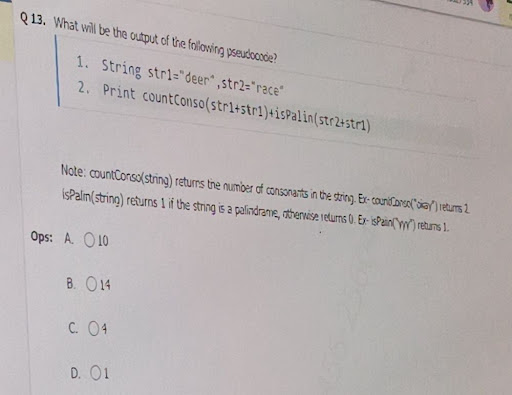 Q 13. What will be the output of the following pseudocode?
1. String str1="deer",str2="race"
2. Print countConso(str1+str1)+isPalin(str2+str1)
Note: countConso(string) returns the number of consonants in the string. Ex- countConso("okay") returns 2.
isPalin(string) returns 1 if the string is a palindrame, otherwise returns 0. Ex- isPalin("yyy") returns 1.
Ops: A. 10
B. 14
C. 4
D. 1